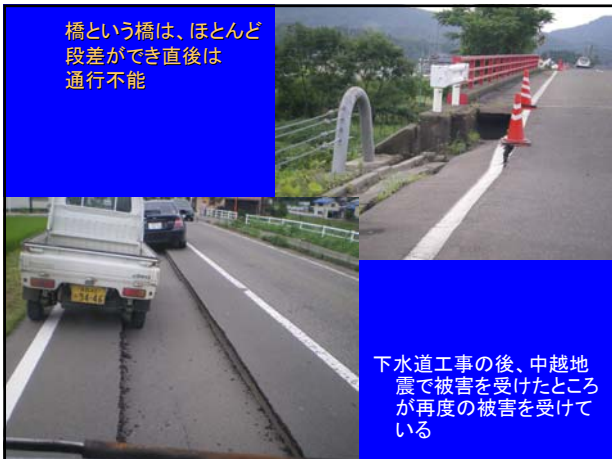 橋という橋は、ほとんど
段差ができ直後は
通行不能
下水道工事の後、中越地
震で被害を受けたところ
が再度の被害を受けて
いる